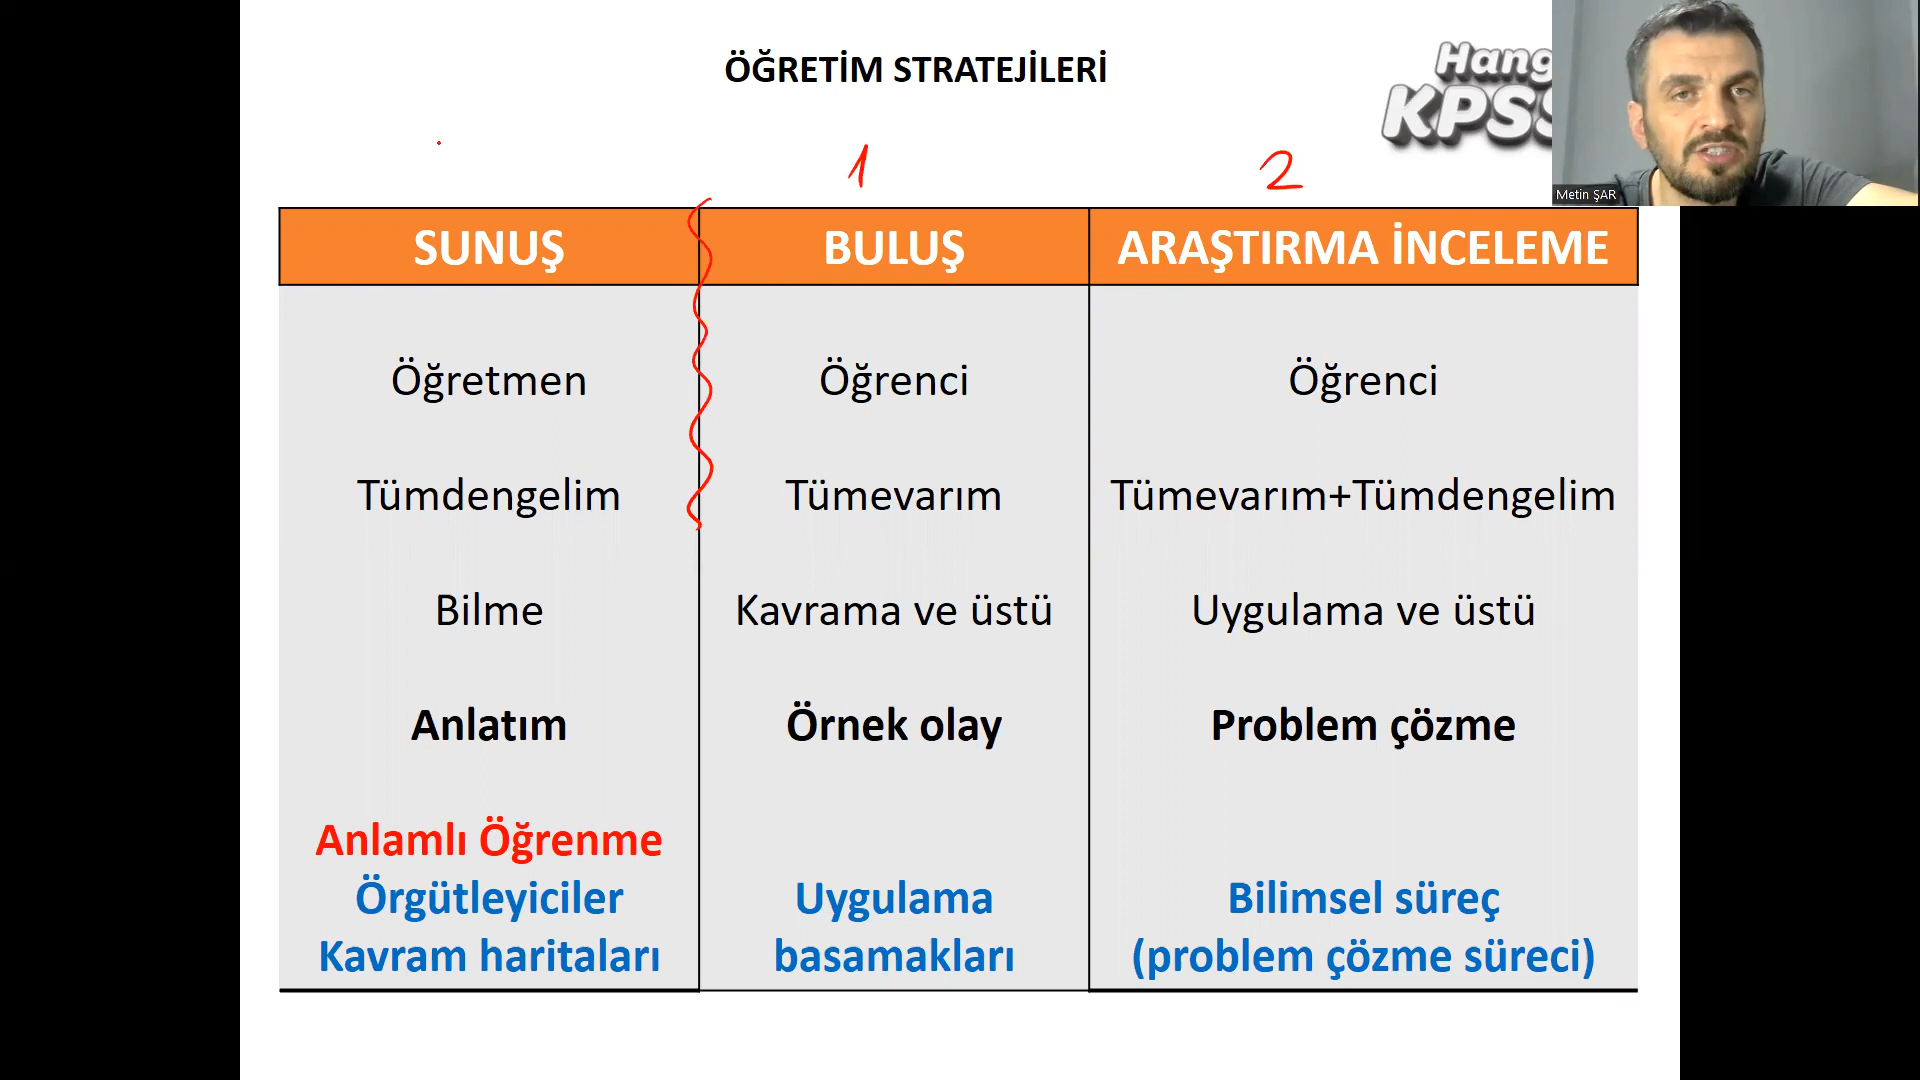 ÖĞRETİM STRATEJİLERİ
Hang
KPSS
Metin ŞAR
1
2
SUNUŞ
BULUŞ
ARAŞTIRMA İNCELEME
Öğretmen
Öğrenci
Öğrenci
Tümdengelim
Tümevarım
Tümevarım+Tümdengelim
Bilme
Kavrama ve üstü
Uygulama ve üstü
Anlatım
Örnek olay
Problem çözme
Anlamlı Öğrenme
Örgütleyiciler
Kavram haritaları
Uygulama
basamakları
Bilimsel süreç
(problem çözme süreci)